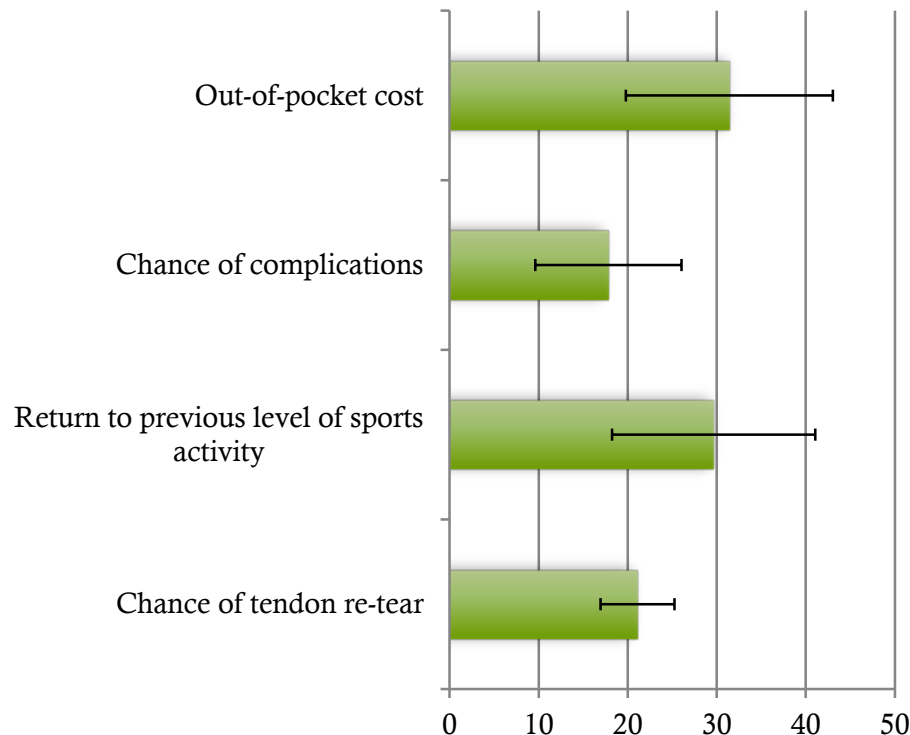 Out-of-pocket cost
Chance of complications
Return to previous level of sports
activity
Chance of tendon re-tear
0 10 20 30 40 50